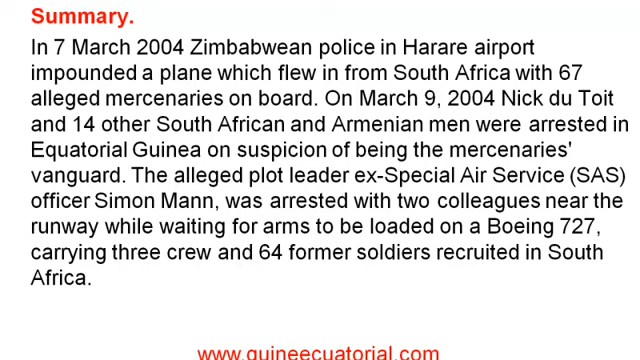 Summary.
In 7 March 2004 Zimbabwean police in Harare airport
impounded a plane which flew in from South Africa with 67
alleged mercenaries on board. On March 9, 2004 Nick du Toit
and 14 other South African and Armenian men were arrested in
Equatorial Guinea on suspicion of being the mercenaries'
vanguard. The alleged plot leader ex-Special Air Service (SAS)
officer Simon Mann, was arrested with two colleagues near the
runway while waiting for arms to be loaded on a Boeing 727,
carrying three crew and 64 former soldiers recruited in South
Africa.
www.guineecuatorial.com